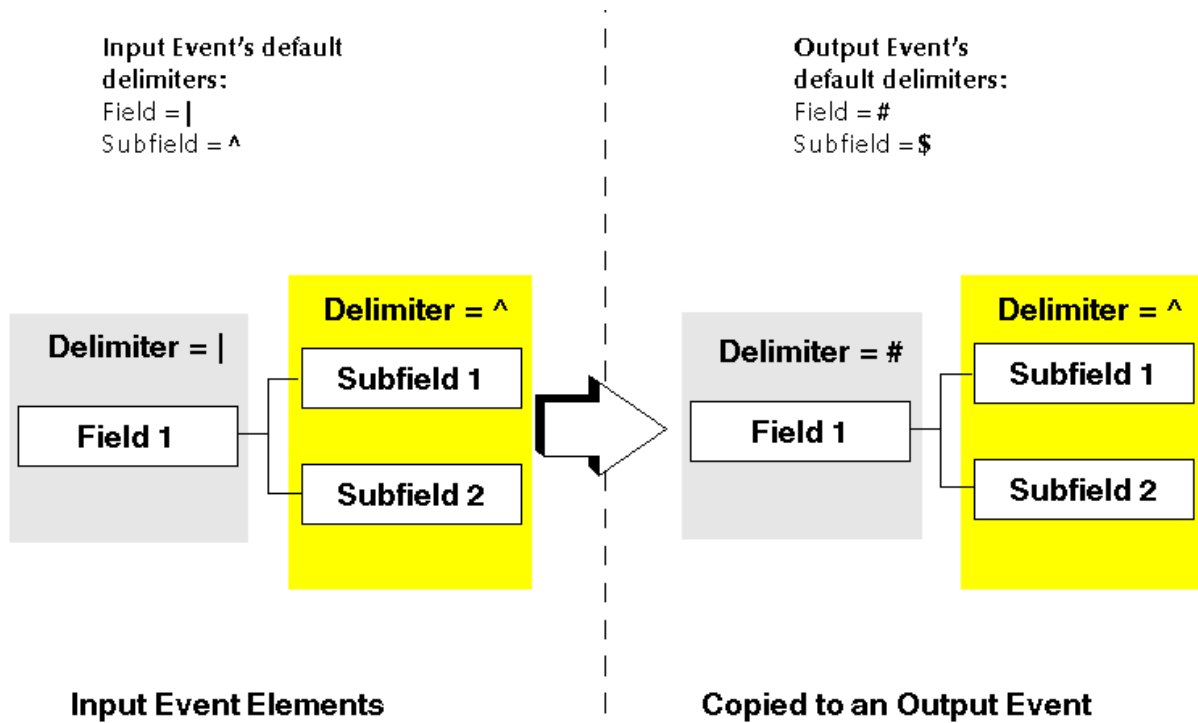 Input Event's default
delimiters:
Field = |
Subfield = ^
Output Event's
default delimiters:
Field = #
Subfield = $
Delimiter = |
Field 1
Delimiter = ^
Subfield 1
Subfield 2
Delimiter = #
Field 1
Delimiter = ^
Subfield 1
Subfield 2
Input Event Elements
Copied to an Output Event